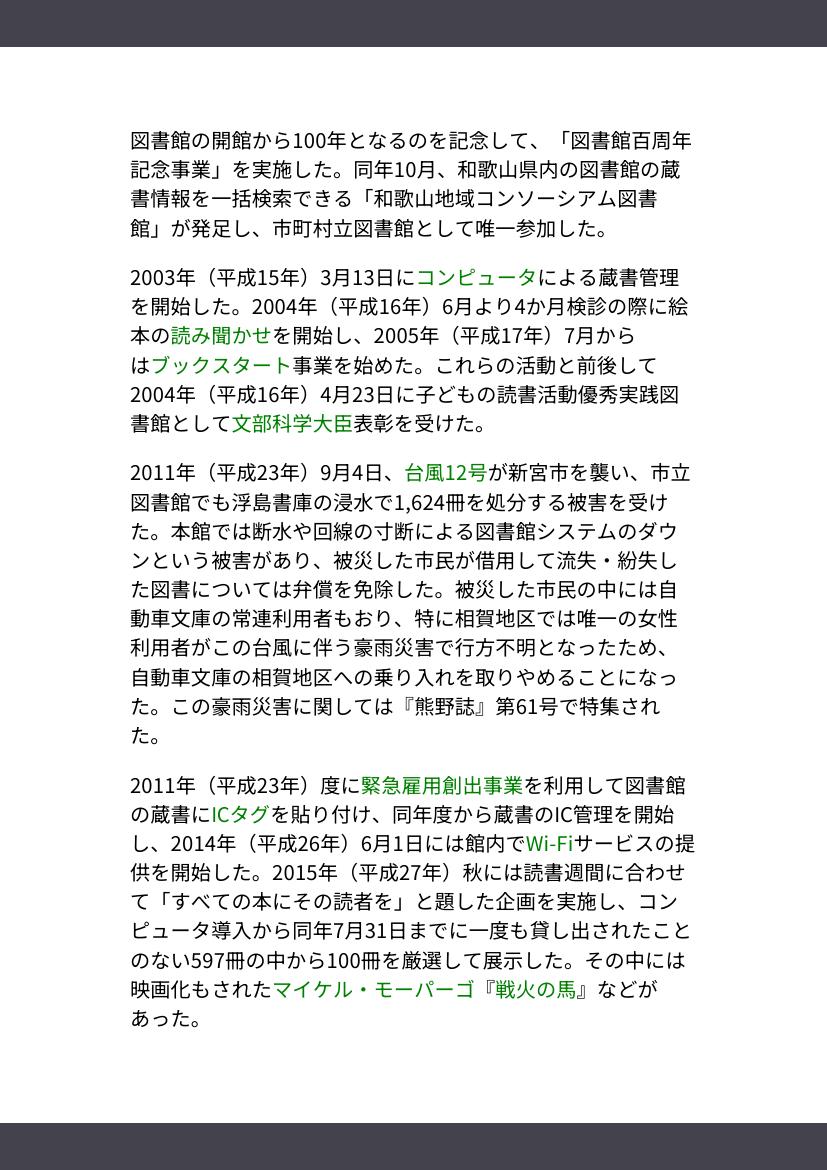 図書館の開館から100年となるのを記念して、「図書館百周年
記念事業」を実施した。同年10月、和歌山県内の図書館の蔵
書情報を一括検索できる「和歌山地域コンソーシアム図書
館」が発足し、市町村立図書館として唯一参加した。
2003年（平成15年）3月13日にコンピュータによる蔵書管理
を開始した。2004年（平成16年）6月より4か月検診の際に絵
本の読み聞かせを開始し、2005年（平成17年）7月から
はブックスタート事業を始めた。これらの活動と前後して
2004年（平成16年）4月23日に子どもの読書活動優秀実践図
書館として文部科学大臣表彰を受けた。
2011年（平成23年）9月4日、台風12号が新宮市を襲い、市立
図書館でも浮島書庫の浸水で1,624冊を処分する被害を受け
た。本館では断水や回線の寸断による図書館システムのダウ
ンという被害があり、被災した市民が借用して流失・紛失し
た図書については弁償を免除した。被災した市民の中には自
動車文庫の常連利用者もおり、特に相賀地区では唯一の女性
利用者がこの台風に伴う豪雨災害で行方不明となったため、
自動車文庫の相賀地区への乗り入れを取りやめることになっ
た。この豪雨災害に関しては『熊野誌』第61号で特集され
た。
2011年（平成23年）度に緊急雇用創出事業を利用して図書館
の蔵書にICタグを貼り付け、同年度から蔵書のIC管理を開始
し、2014年（平成26年）6月1日には館内でWi-Fiサービスの提
供を開始した。2015年（平成27年）秋には読書週間に合わせ
て「すべての本にその読者を」と題した企画を実施し、コン
ピュータ導入から同年7月31日までに一度も貸し出されたこと
のない597冊の中から100冊を厳選して展示した。その中には
映画化もされたマイケル・モーパーゴ『戦火の馬』などが
あった。